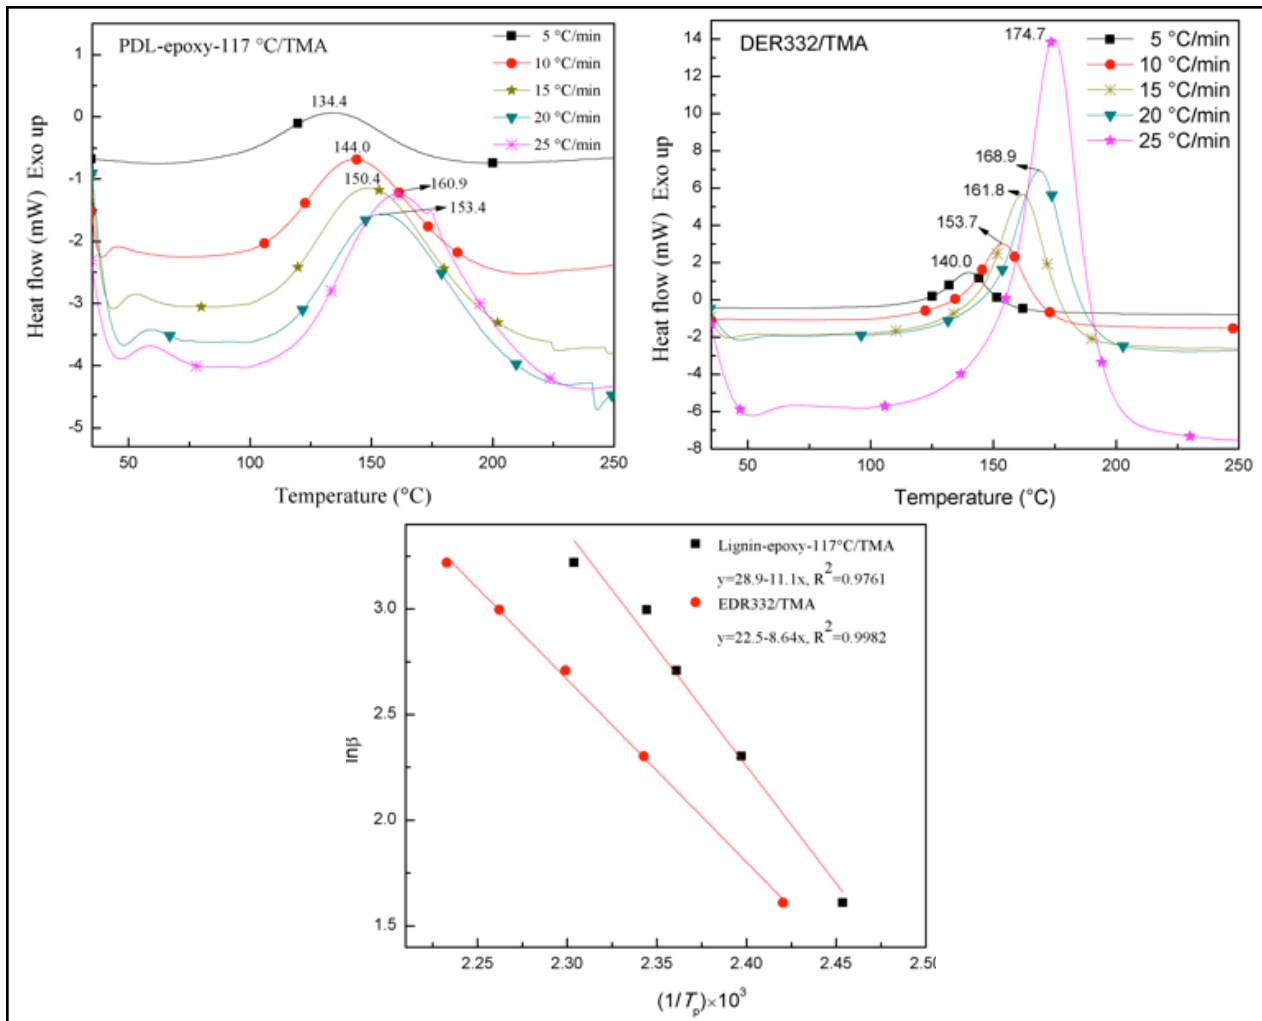 PDL-epoxy-117 °C/TMA
5 °C/min
10 °C/min
15 °C/min
20 °C/min
25 °C/min
134.4
144.0
150.4
160.9
153.4
1
0
-1
-2
-3
-4
-5
Heat flow (mW) Exo up
50
100
150
200
250
Temperature (°C)
DER332/TMA
174.7
5 °C/min
10 °C/min
15 °C/min
20 °C/min
25 °C/min
168.9
161.8
153.7
140.0
14
12
10
8
6
4
2
0
-2
-4
-6
-8
Heat flow (mW) Exo up
50
100
150
200
250
Temperature (°C)
Lignin-epoxy-117°C/TMA
y=28.9-11.1x, R²=0.9761
EDR332/TMA
y=22.5-8.64x, R²=0.9982
3.0
2.5
2.0
1.5
lnβ
2.25
2.30
2.35
2.40
2.45
2.50
(1/Tp)×10³